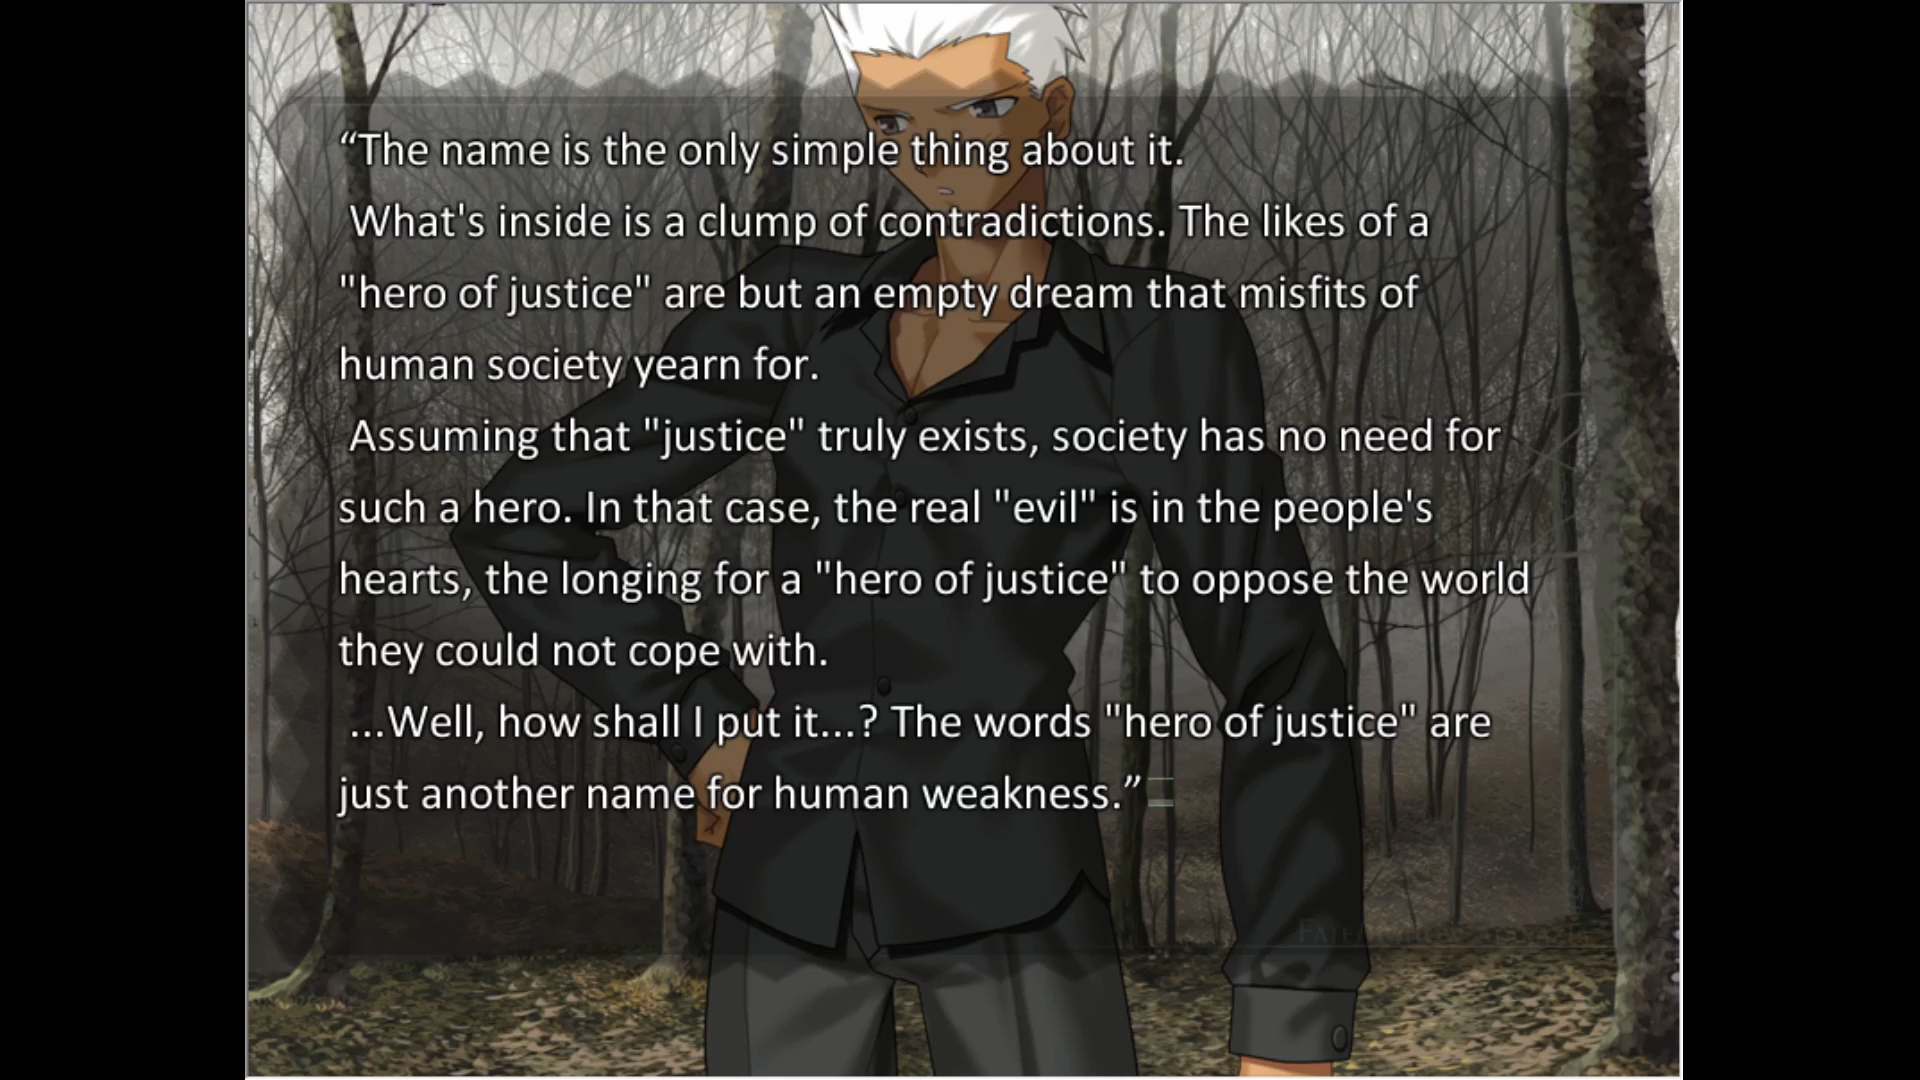 “The name is the only simple thing about it.
What's inside is a clump of contradictions. The likes of a
"hero of justice" are but an empty dream that misfits of
human society yearn for.
Assuming that "justice" truly exists, society has no need for
such a hero. In that case, the real "evil" is in the people's
hearts, the longing for a "hero of justice" to oppose the world
they could not cope with.
...Well, how shall I put it...? The words "hero of justice" are
just another name for human weakness.”